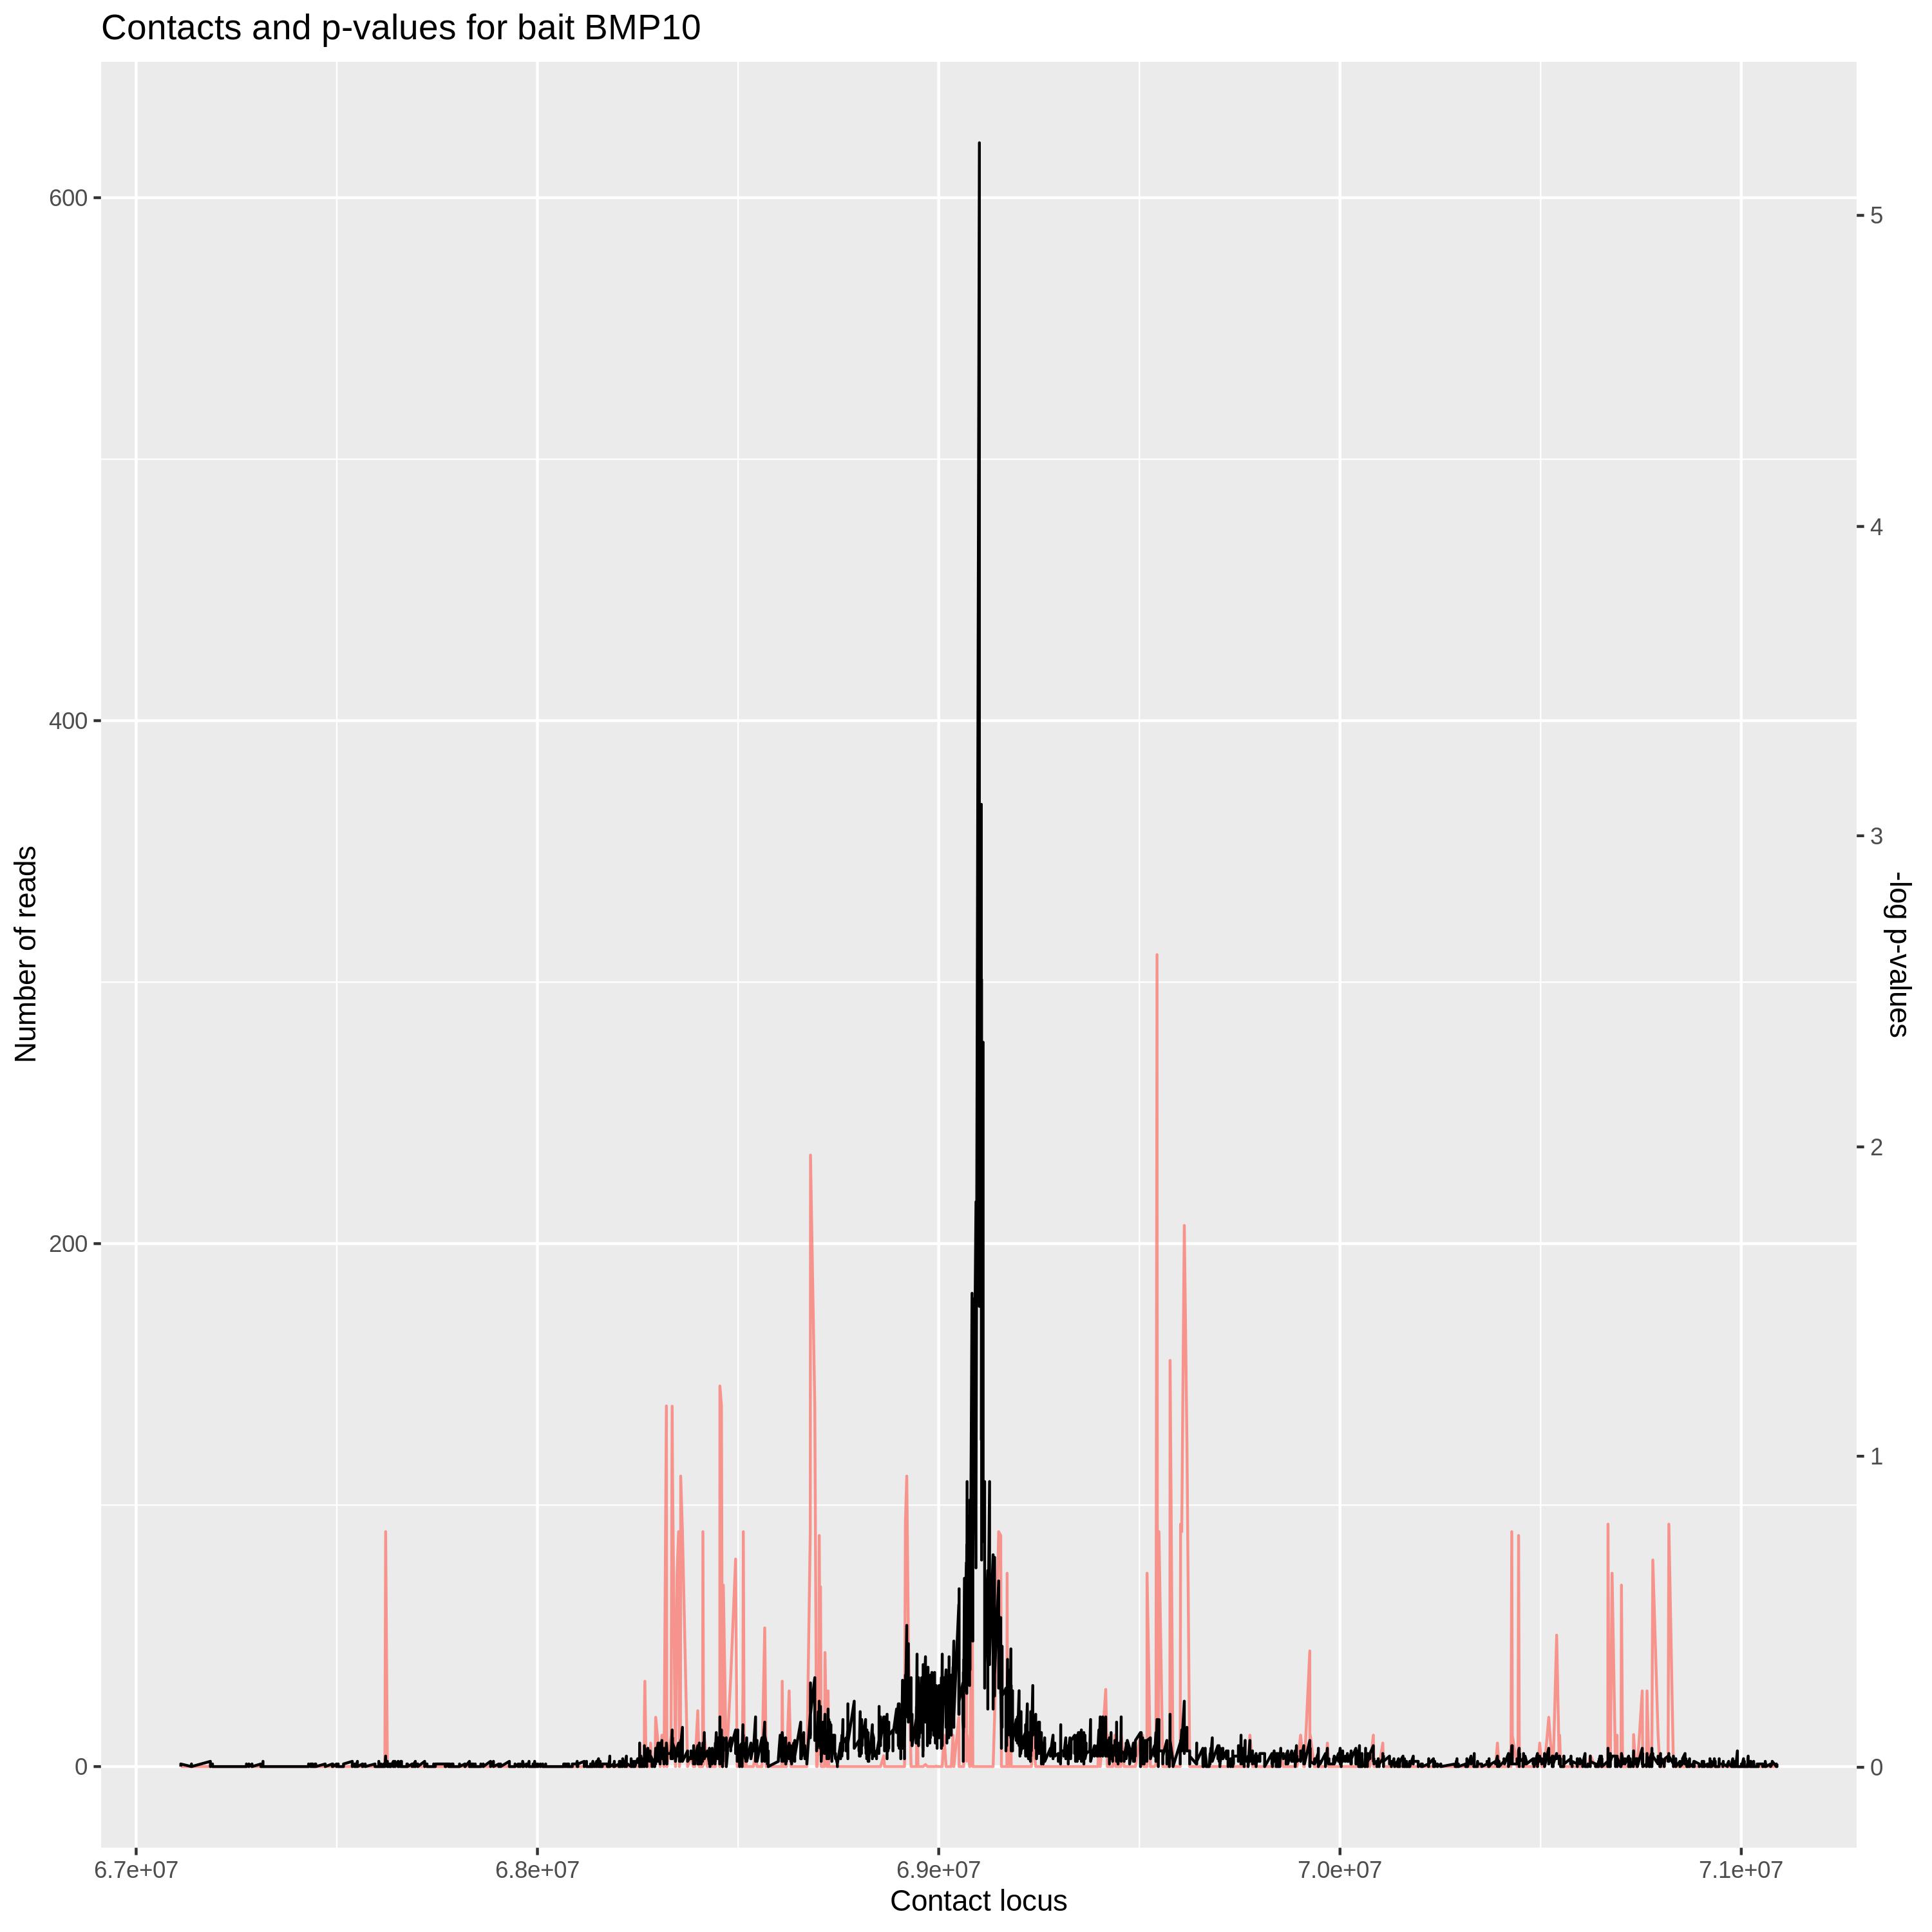 Contacts and p-values for bait BMP10
600
400
200
0
5
4
3
2
1
0
Number of reads
-log p-values
6.7e+07 6.8e+07 6.9e+07 7.0e+07 7.1e+07
Contact locus